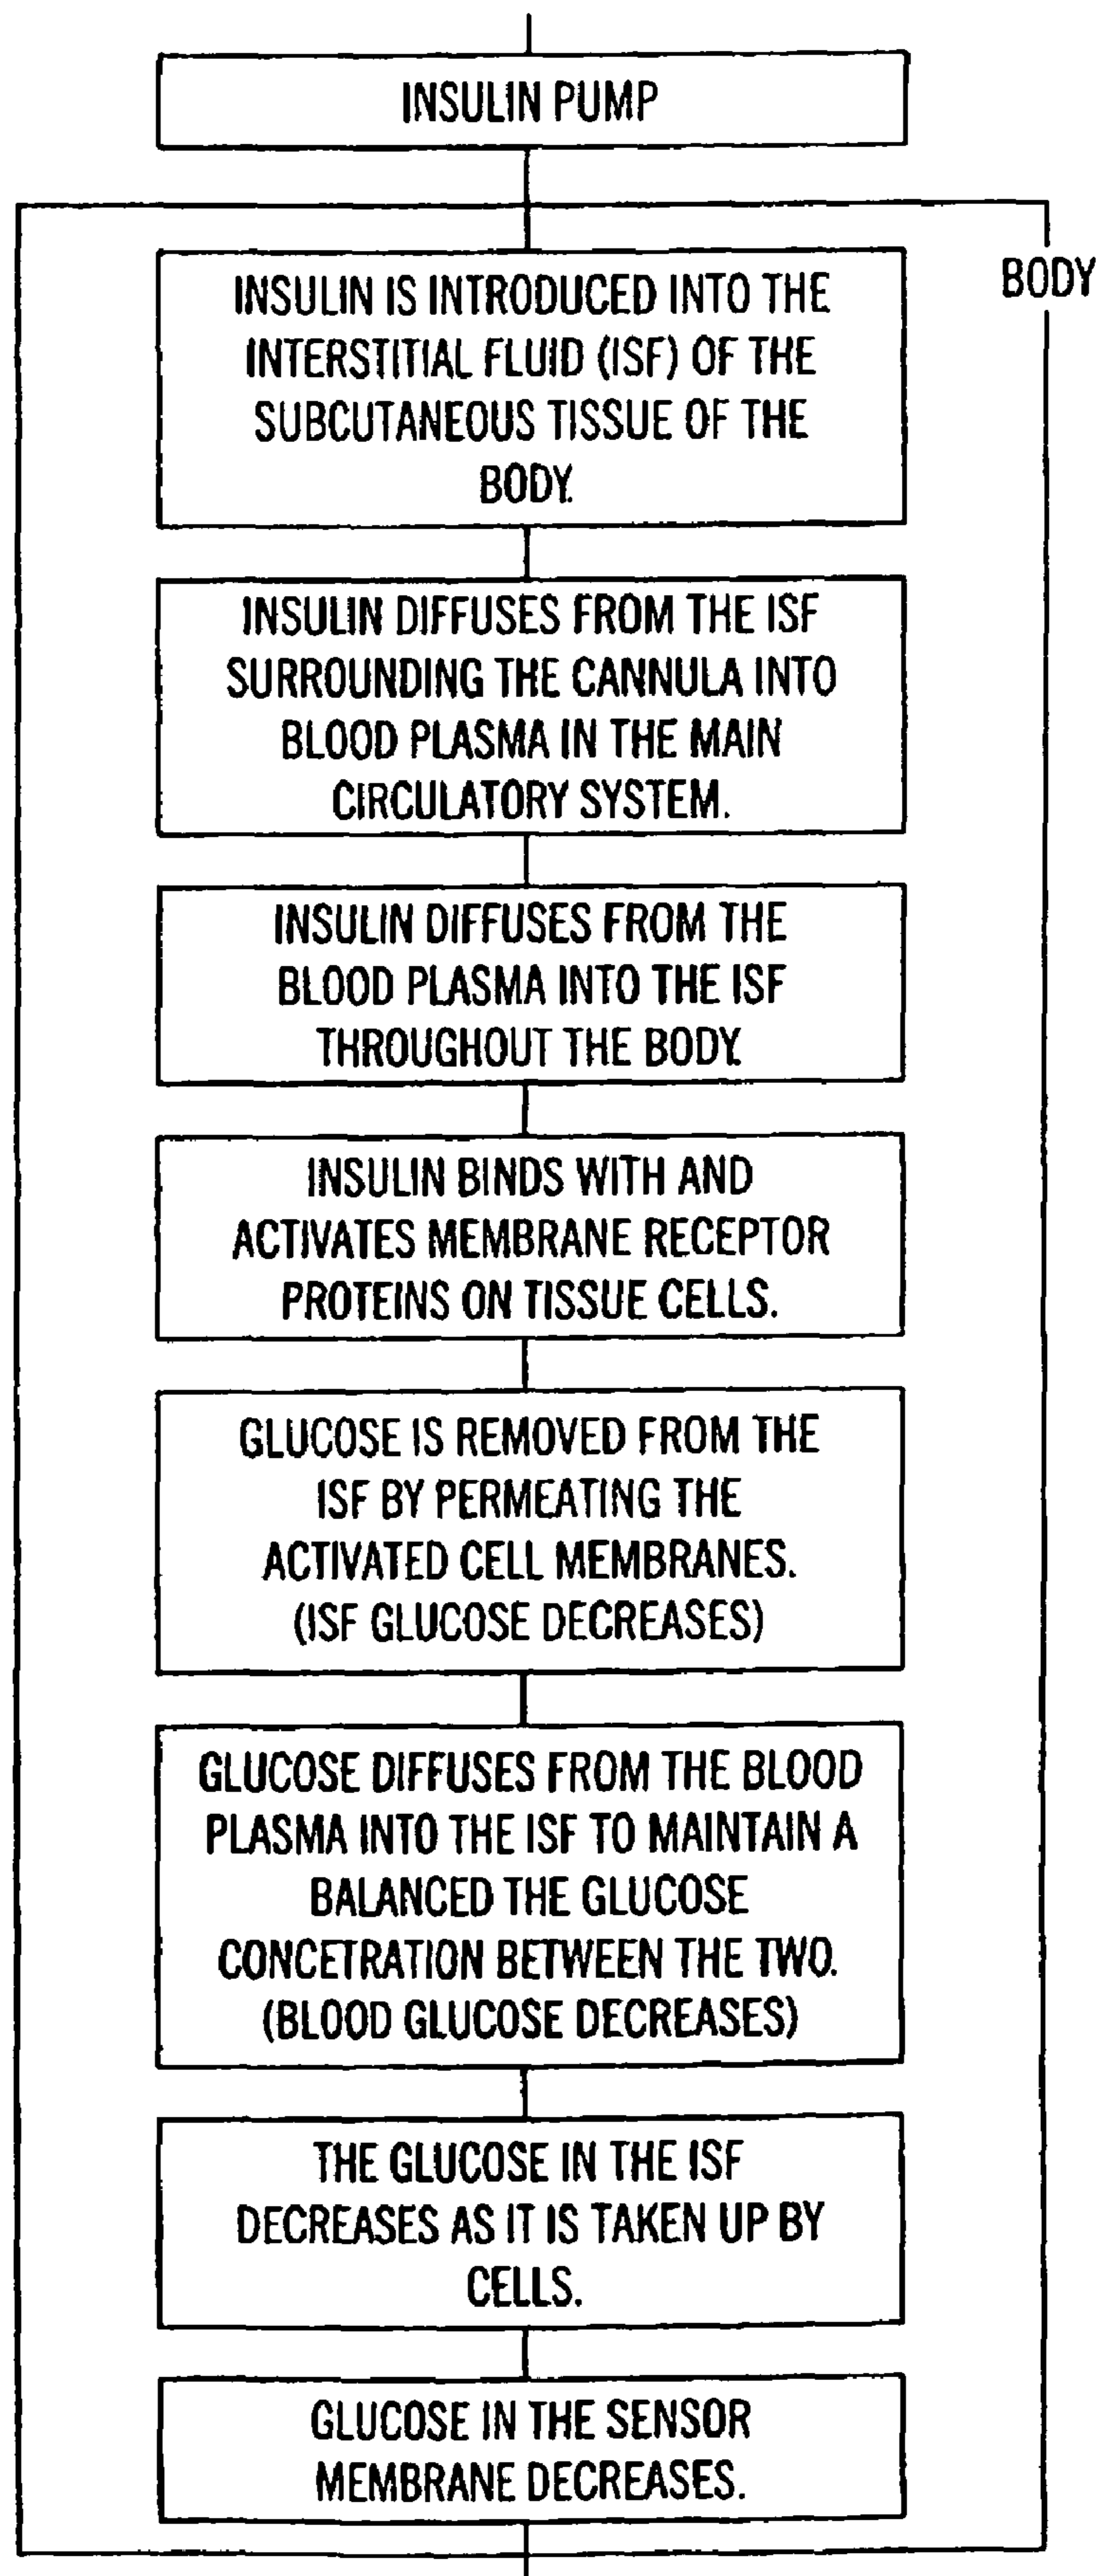 INSULIN PUMP
BODY
INSULIN IS INTRODUCED INTO THE
INTERSTITIAL FLUID (ISF) OF THE
SUBCUTANEOUS TISSUE OF THE
BODY.
INSULIN DIFFUSES FROM THE ISF
SURROUNDING THE CANNULA INTO
BLOOD PLASMA IN THE MAIN
CIRCULATORY SYSTEM.
INSULIN DIFFUSES FROM THE
BLOOD PLASMA INTO THE ISF
THROUGHOUT THE BODY.
INSULIN BINDS WITH AND
ACTIVATES MEMBRANE RECEPTOR
PROTEINS ON TISSUE CELLS.
GLUCOSE IS REMOVED FROM THE
ISF BY PERMEATING THE
ACTIVATED CELL MEMBRANES.
(ISF GLUCOSE DECREASES)
GLUCOSE DIFFUSES FROM THE BLOOD
PLASMA INTO THE ISF TO MAINTAIN A
BALANCED THE GLUCOSE
CONCETRATION BETWEEN THE TWO.
(BLOOD GLUCOSE DECREASES)
THE GLUCOSE IN THE ISF
DECREASES AS IT IS TAKEN UP BY
CELLS.
GLUCOSE IN THE SENSOR
MEMBRANE DECREASES.